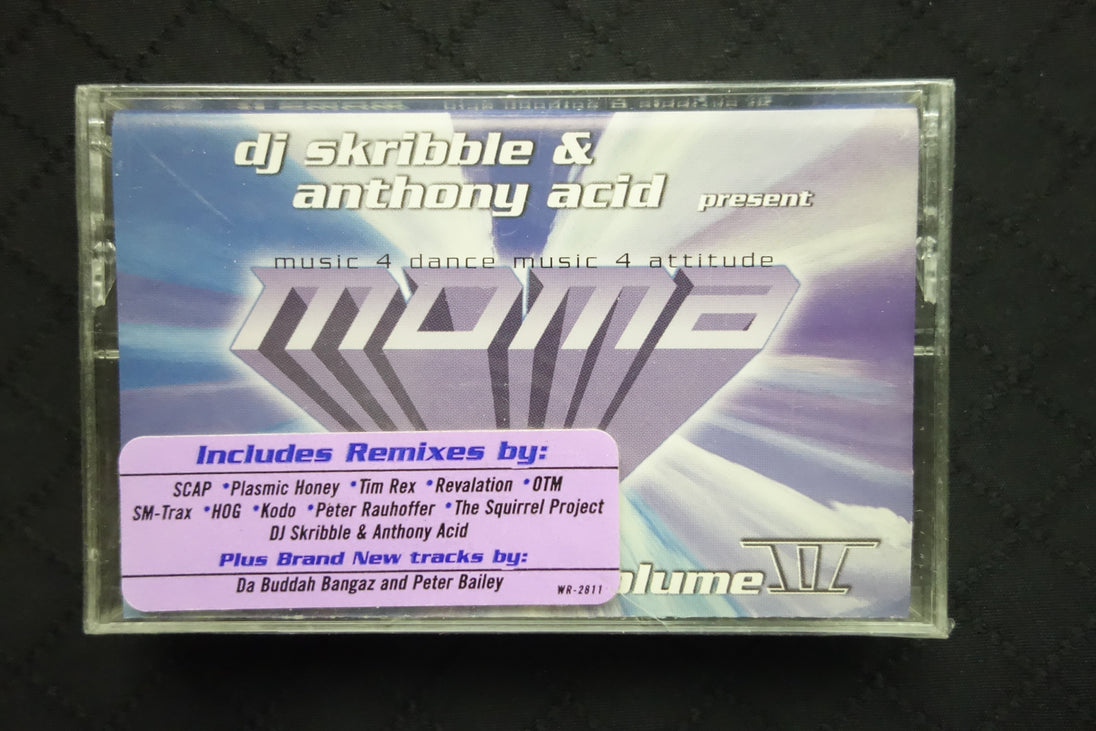 dj skribble &
anthony acid present
music 4 dance music 4 attitude
mdma
Includes Remixes by:
SCAP • Plasmic Honey • Tim Rex • Revalation • OTM
SM-Trax • HOG • Kodo • Peter Rauhoffer • The Squirrel Project
DJ Skribble & Anthony Acid
Plus Brand New tracks by:
Da Buddah Bangaz and Peter Bailey
WR-2811
olume